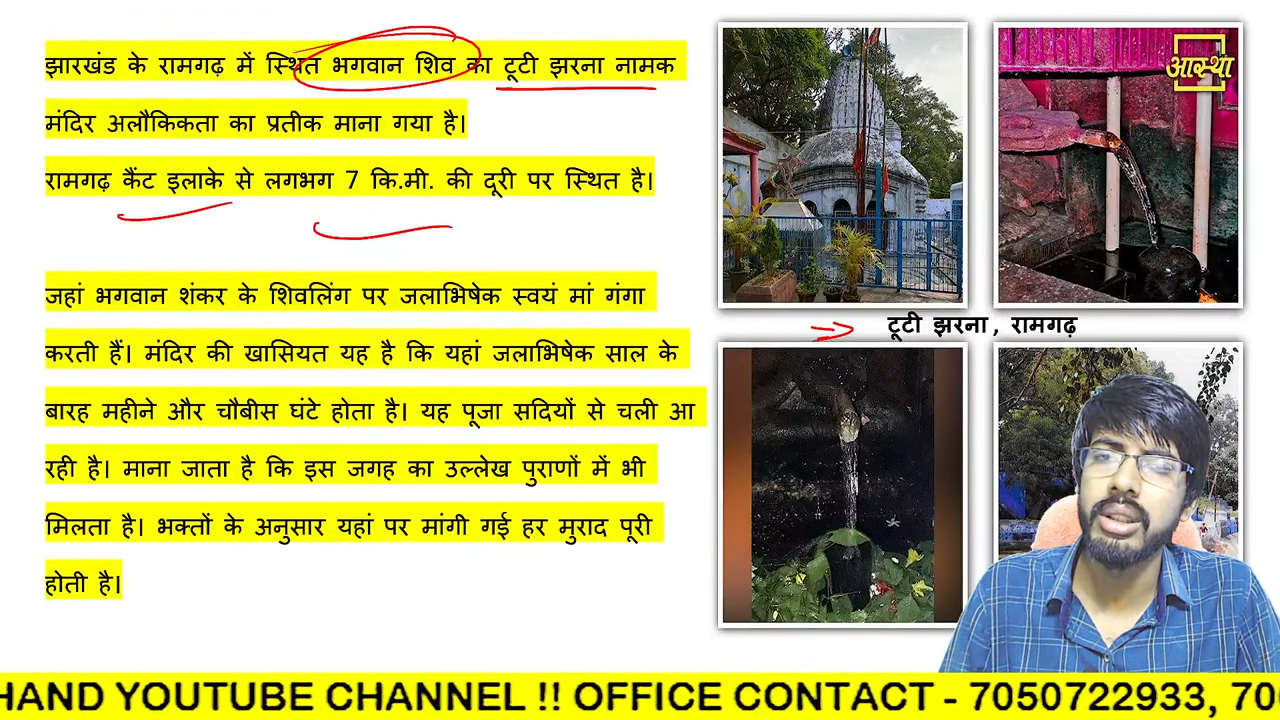 झारखंड के रामगढ़ में स्थित भगवान शिव का टूटी झरना नामक
मंदिर अलौकिकता का प्रतीक माना गया है।
रामगढ़ कैंट इलाके से लगभग 7 कि.मी. की दूरी पर स्थित है।
जहां भगवान शंकर के शिवलिंग पर जलाभिषेक स्वयं मां गंगा
करती हैं। मंदिर की खासियत यह है कि यहां जलाभिषेक साल के
बारह महीने और चौबीस घंटे होता है। यह पूजा सदियों से चली आ
रही है। माना जाता है कि इस जगह का उल्लेख पुराणों में भी
मिलता है। भक्तों के अनुसार यहां पर मांगी गई हर मुराद पूरी
होती है।
आस्था
टूटी झरना, रामगढ़
HAND YOUTUBE CHANNEL !! OFFICE CONTACT - 7050722933, 70